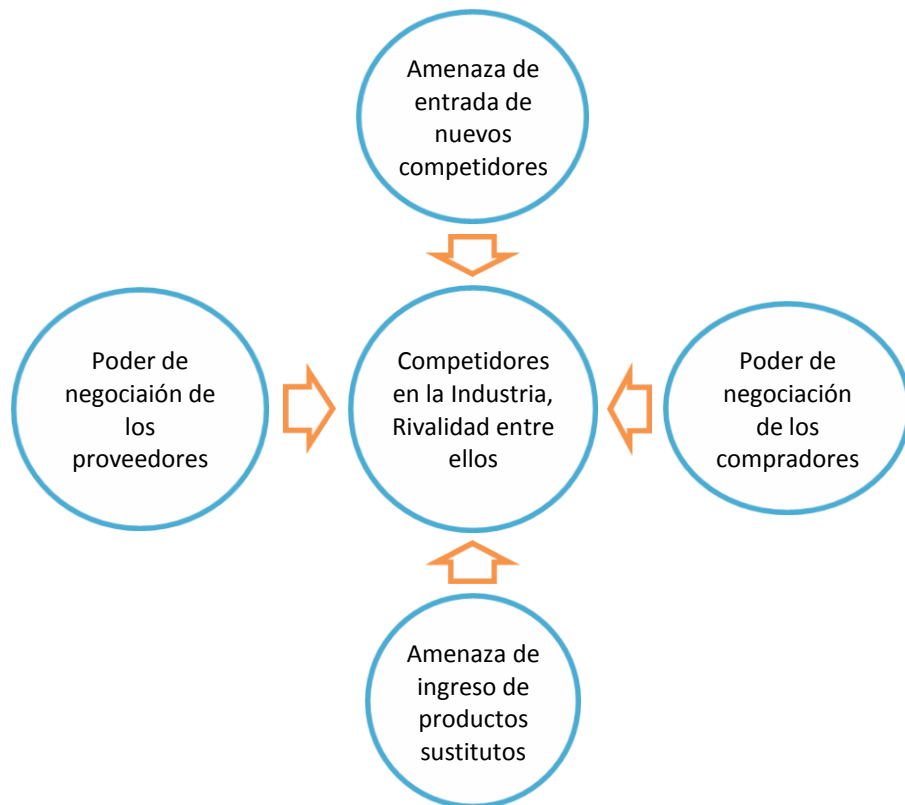 Amenaza de
entrada de
nuevos
competidores
Poder de
negociaión de
los
proveedores
Competidores
en la Industria,
Rivalidad entre
ellos
Poder de
negociación
de los
compradores
Amenaza de
ingreso de
productos
sustitutos